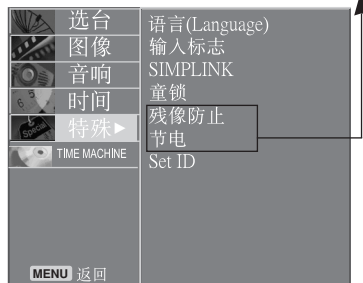 选台
图像
音响
时间
特殊
TIME MACHINE
MENU 返回
语言(Language)
输入标志
SIMPLINK
童锁
残像防止
节电
Set ID